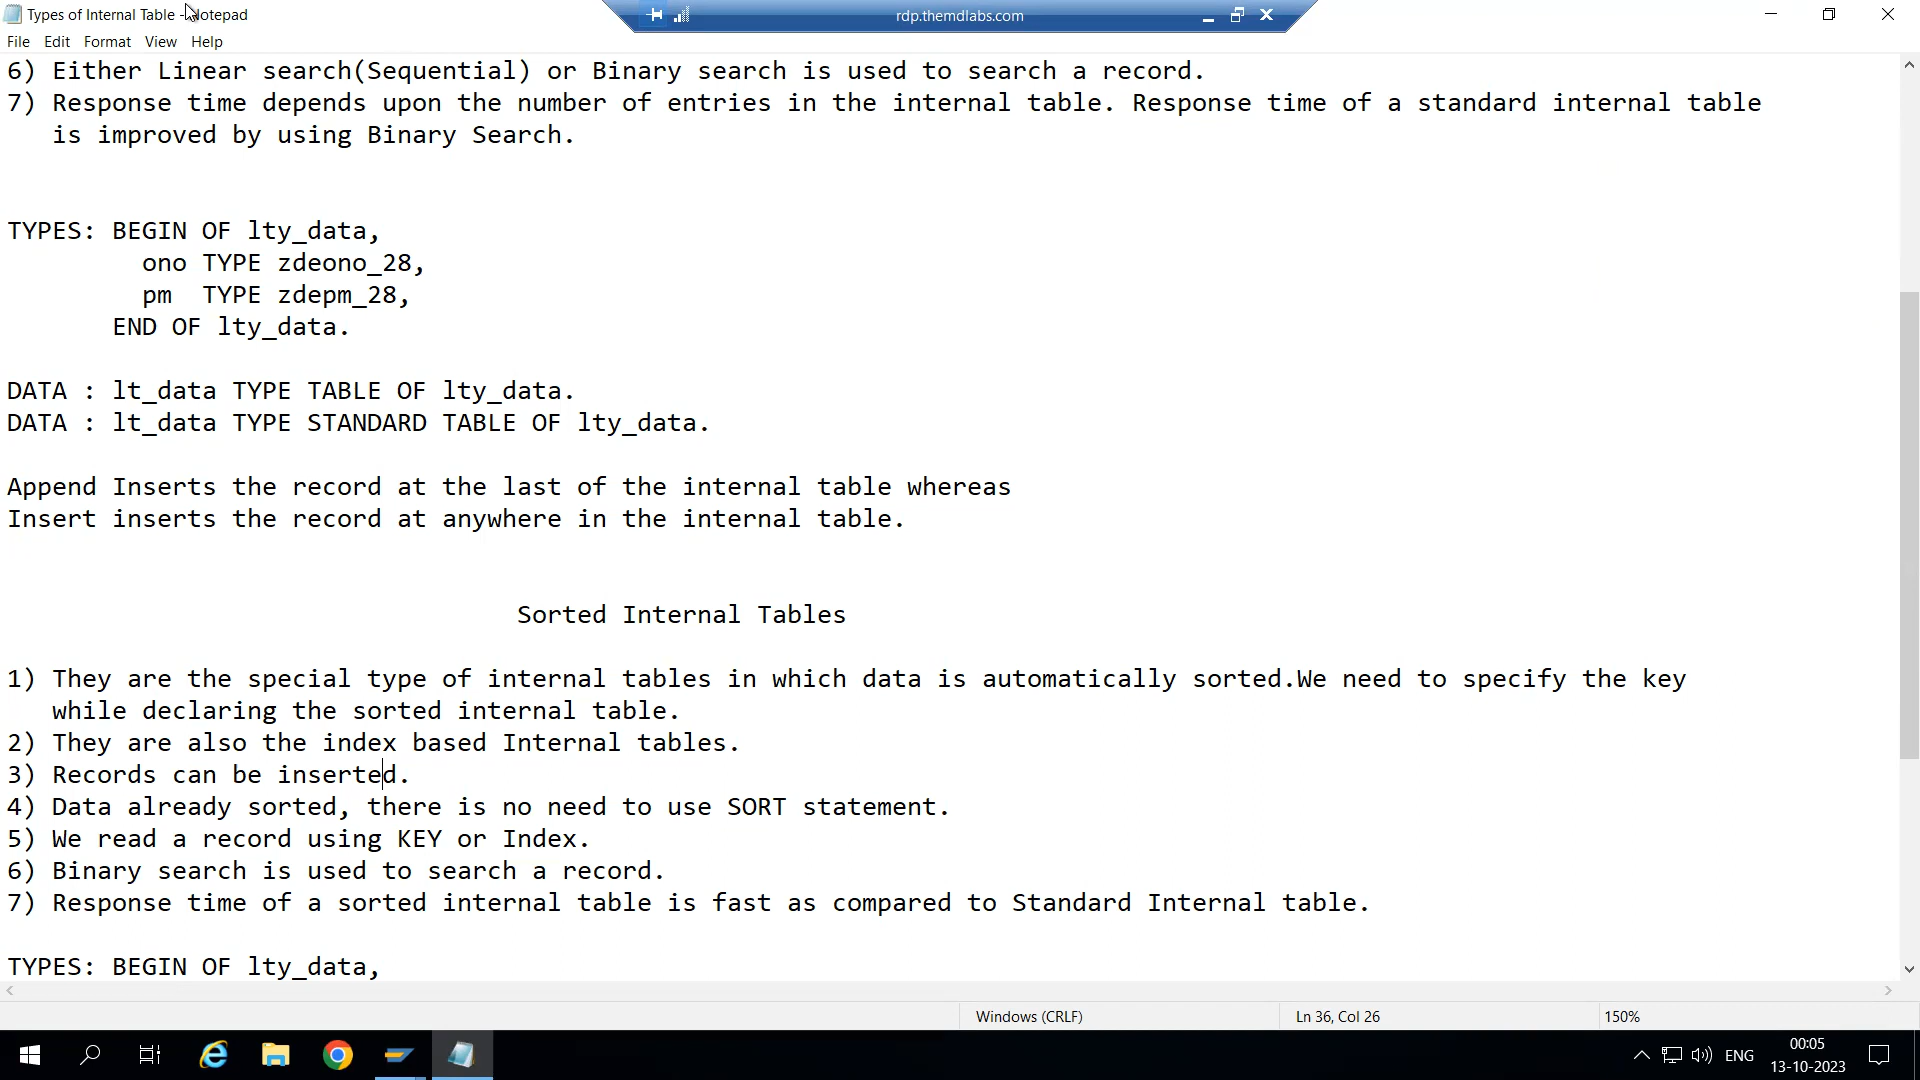 Types of Internal Table - Notepad
rdp.themdlabs.com
File Edit Format View Help
6) Either Linear search(Sequential) or Binary search is used to search a record.
7) Response time depends upon the number of entries in the internal table. Response time of a standard internal table
is improved by using Binary Search.
TYPES: BEGIN OF lty_data,
ono TYPE zdeono_28,
pm TYPE zdepm_28,
END OF lty_data.
DATA : lt_data TYPE TABLE OF lty_data.
DATA : lt_data TYPE STANDARD TABLE OF lty_data.
Append Inserts the record at the last of the internal table whereas
Insert inserts the record at anywhere in the internal table.
Sorted Internal Tables
1) They are the special type of internal tables in which data is automatically sorted.We need to specify the key
while declaring the sorted internal table.
2) They are also the index based Internal tables.
3) Records can be inserted.
4) Data already sorted, there is no need to use SORT statement.
5) We read a record using KEY or Index.
6) Binary search is used to search a record.
7) Response time of a sorted internal table is fast as compared to Standard Internal table.
TYPES: BEGIN OF lty_data,
Windows (CRLF) Ln 36, Col 26 150%
ENG
00:05
13-10-2023